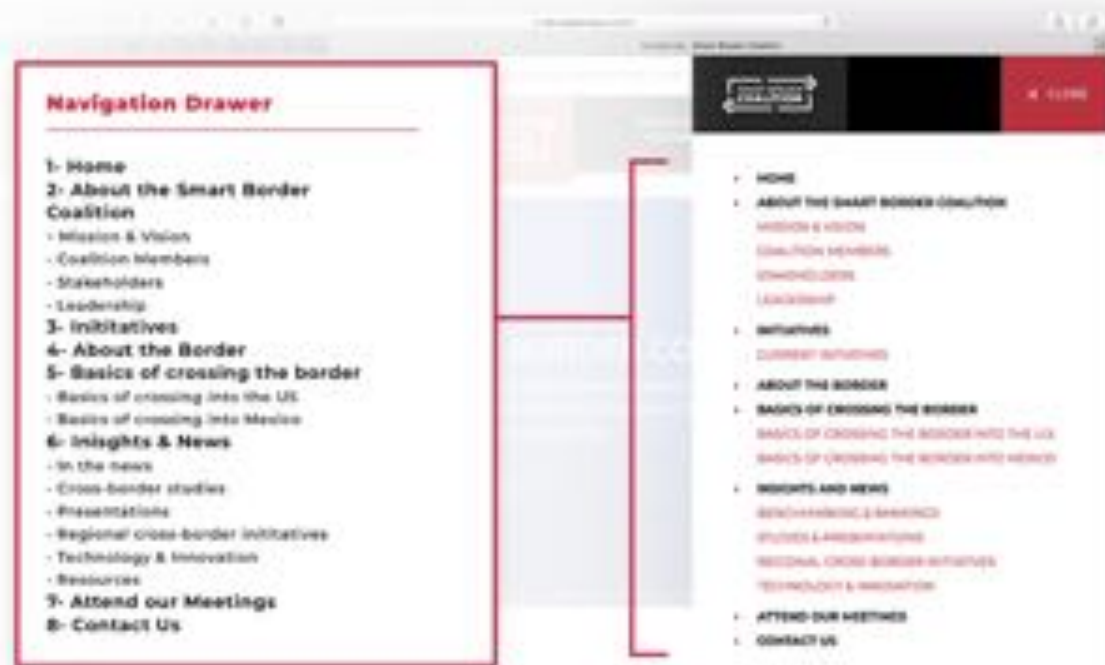 Navigation Drawer
1- Home
2- About the Smart Border
Coalition
- Mission & Vision
- Coalition Members
- Stakeholders
- Leadership
3- Inititatives
4- About the Border
5- Basics of crossing the border
- Basics of crossing into the US
- Basics of crossing into Mexico
6- Inisghts & News
- In the news
- Cross-border studies
- Presentations
- Regional cross-border inititatives
- Technology & Innovation
- Resources
7- Attend our Meetings
8- Contact Us
COALITION
CLOSE
• HOME
• ABOUT THE SMART BORDER COALITION
MISSION & VISION
COALITION MEMBERS
STAKEHOLDERS
LEADERSHIP
• INITIATIVES
CURRENT INITIATIVES
• ABOUT THE BORDER
• BASICS OF CROSSING THE BORDER
BASICS OF CROSSING THE BORDER INTO THE U.S.
BASICS OF CROSSING THE BORDER INTO MEXICO
• INSIGHTS AND NEWS
BENCHMARKING & RANKINGS
STUDIES & PRESENTATIONS
REGIONAL CROSS-BORDER INITIATIVES
TECHNOLOGY & INNOVATION
• ATTEND OUR MEETINGS
• CONTACT US